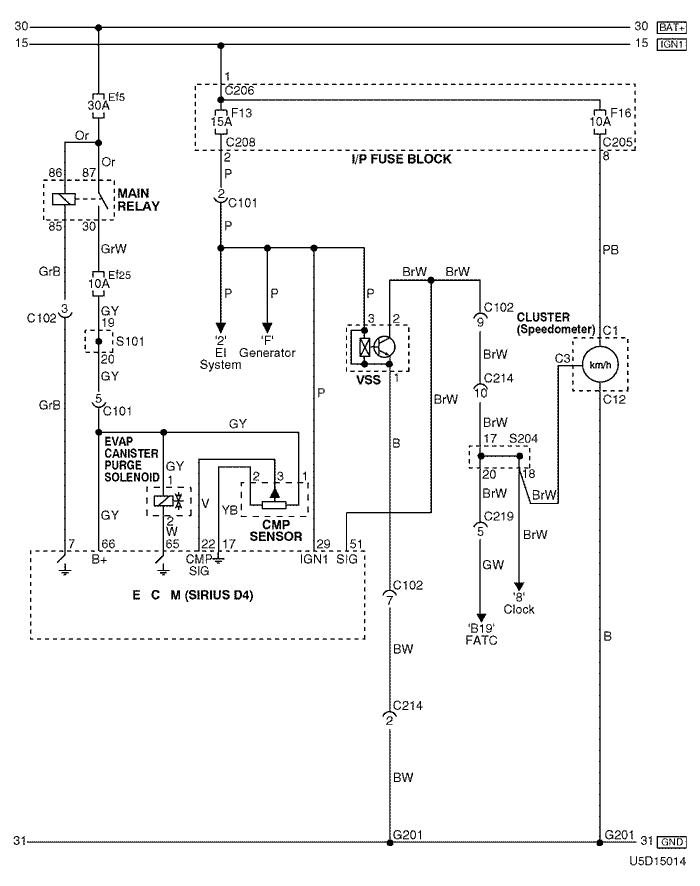 30 30 BAT+
15 15 IGN1
1
C206
Ef5
30A
F13
15A
F16
10A
C208
C205
Or
2
I/P FUSE BLOCK
8
Or
P
86 87
MAIN
RELAY
2
C101
85 30
P
GrW
PB
GrB
Ef25
10A
BrW BrW
P P P
GY
3
C102
19
C102
9
CLUSTER
(Speedometer)
3 2
C1
S101
'2'
EI
System
'F'
Generator
20
BrW
C3
km/h
GY
VSS
1
C214
10
C12
P
BrW
GrB
5
C101
GY
B
BrW
17 S204
EVAP
CANISTER
PURGE
SOLENOID
GY
1
2 3 1
20 18
BrW
BrW
V
YB
2
W
CMP
SENSOR
C219
5
BrW
GY
7 66 65 22 17 29 51
B+
CMP
SIG
IGN1 SIG
GW
E C M (SIRIUS D4)
C102
7
'8'
Clock
'B19'
FATC
B
BW
C214
2
BW
31 G201 G201 31 GND
U5D15014